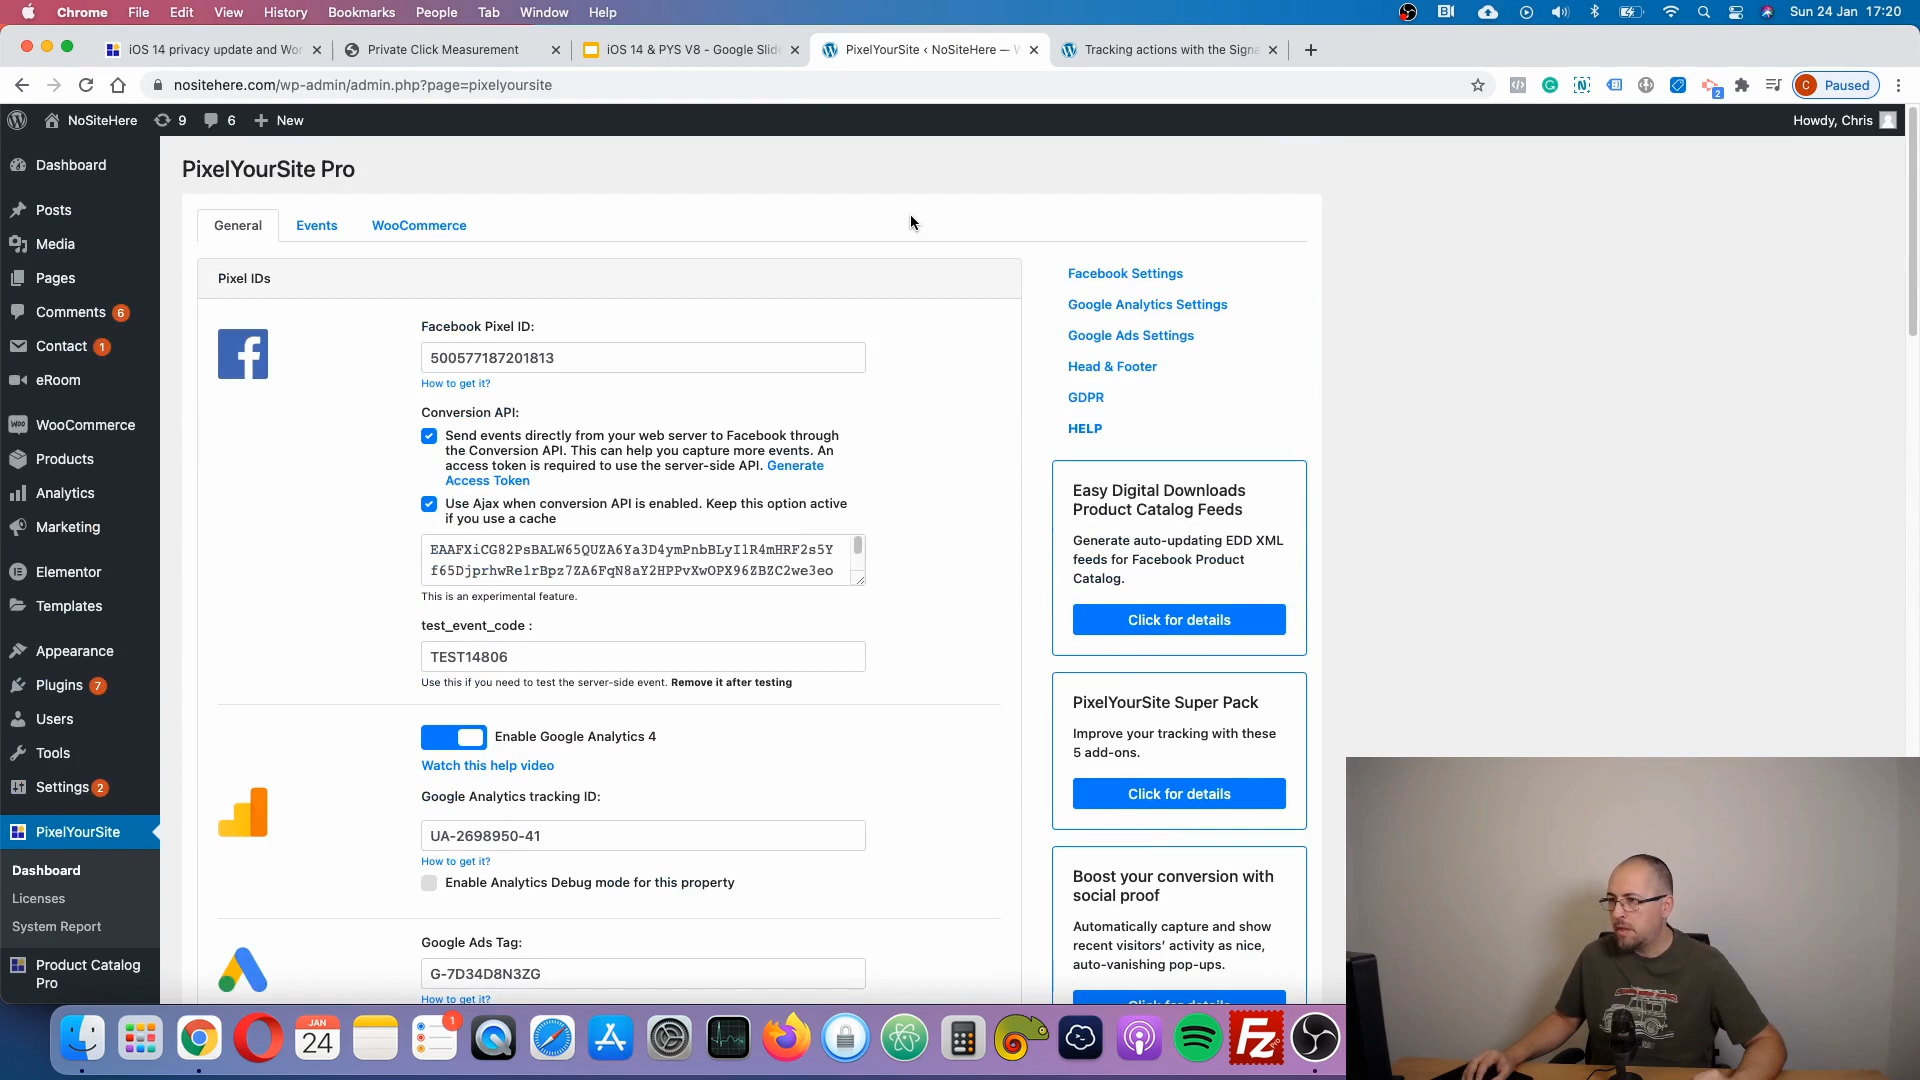 Chrome File Edit View History Bookmarks People Tab Window Help
Sun 24 Jan 17:20
iOS 14 privacy update and Wor
Private Click Measurement
iOS 14 & PYS V8 - Google Slide
PixelYourSite ‹ NoSiteHere — W
Tracking actions with the Signa
nositehere.com/wp-admin/admin.php?page=pixelyoursite
2
C Paused
NoSiteHere 9 6 New
Howdy, Chris
Dashboard
Posts
Media
Pages
Comments 6
Contact 1
eRoom
WooCommerce
Products
Analytics
Marketing
Elementor
Templates
Appearance
Plugins 7
Users
Tools
Settings 2
PixelYourSite
Dashboard
Licenses
System Report
Product Catalog
Pro
PixelYourSite Pro
General Events WooCommerce
Pixel IDs
Facebook Pixel ID:
500577187201813
How to get it?
Conversion API:
Send events directly from your web server to Facebook through
the Conversion API. This can help you capture more events. An
access token is required to use the server-side API. Generate
Access Token
Use Ajax when conversion API is enabled. Keep this option active
if you use a cache
EAAFXiCG82PsBALW65QUZA6Ya3D4ymPnbBLyI1R4mHRF2s5Y
f65DjprhwRe1rBpz7ZA6FqN8aY2HPPvXwOPX96ZBZC2we3eo
This is an experimental feature.
test_event_code :
TEST14806
Use this if you need to test the server-side event. Remove it after testing
Enable Google Analytics 4
Watch this help video
Google Analytics tracking ID:
UA-2698950-41
How to get it?
Enable Analytics Debug mode for this property
Google Ads Tag:
G-7D34D8N3ZG
How to get it?
Facebook Settings
Google Analytics Settings
Google Ads Settings
Head & Footer
GDPR
HELP
Easy Digital Downloads
Product Catalog Feeds
Generate auto-updating EDD XML
feeds for Facebook Product
Catalog.
Click for details
PixelYourSite Super Pack
Improve your tracking with these
5 add-ons.
Click for details
Boost your conversion with
social proof
Automatically capture and show
recent visitors' activity as nice,
auto-vanishing pop-ups.
Click for details
JAN
24
1
Fz